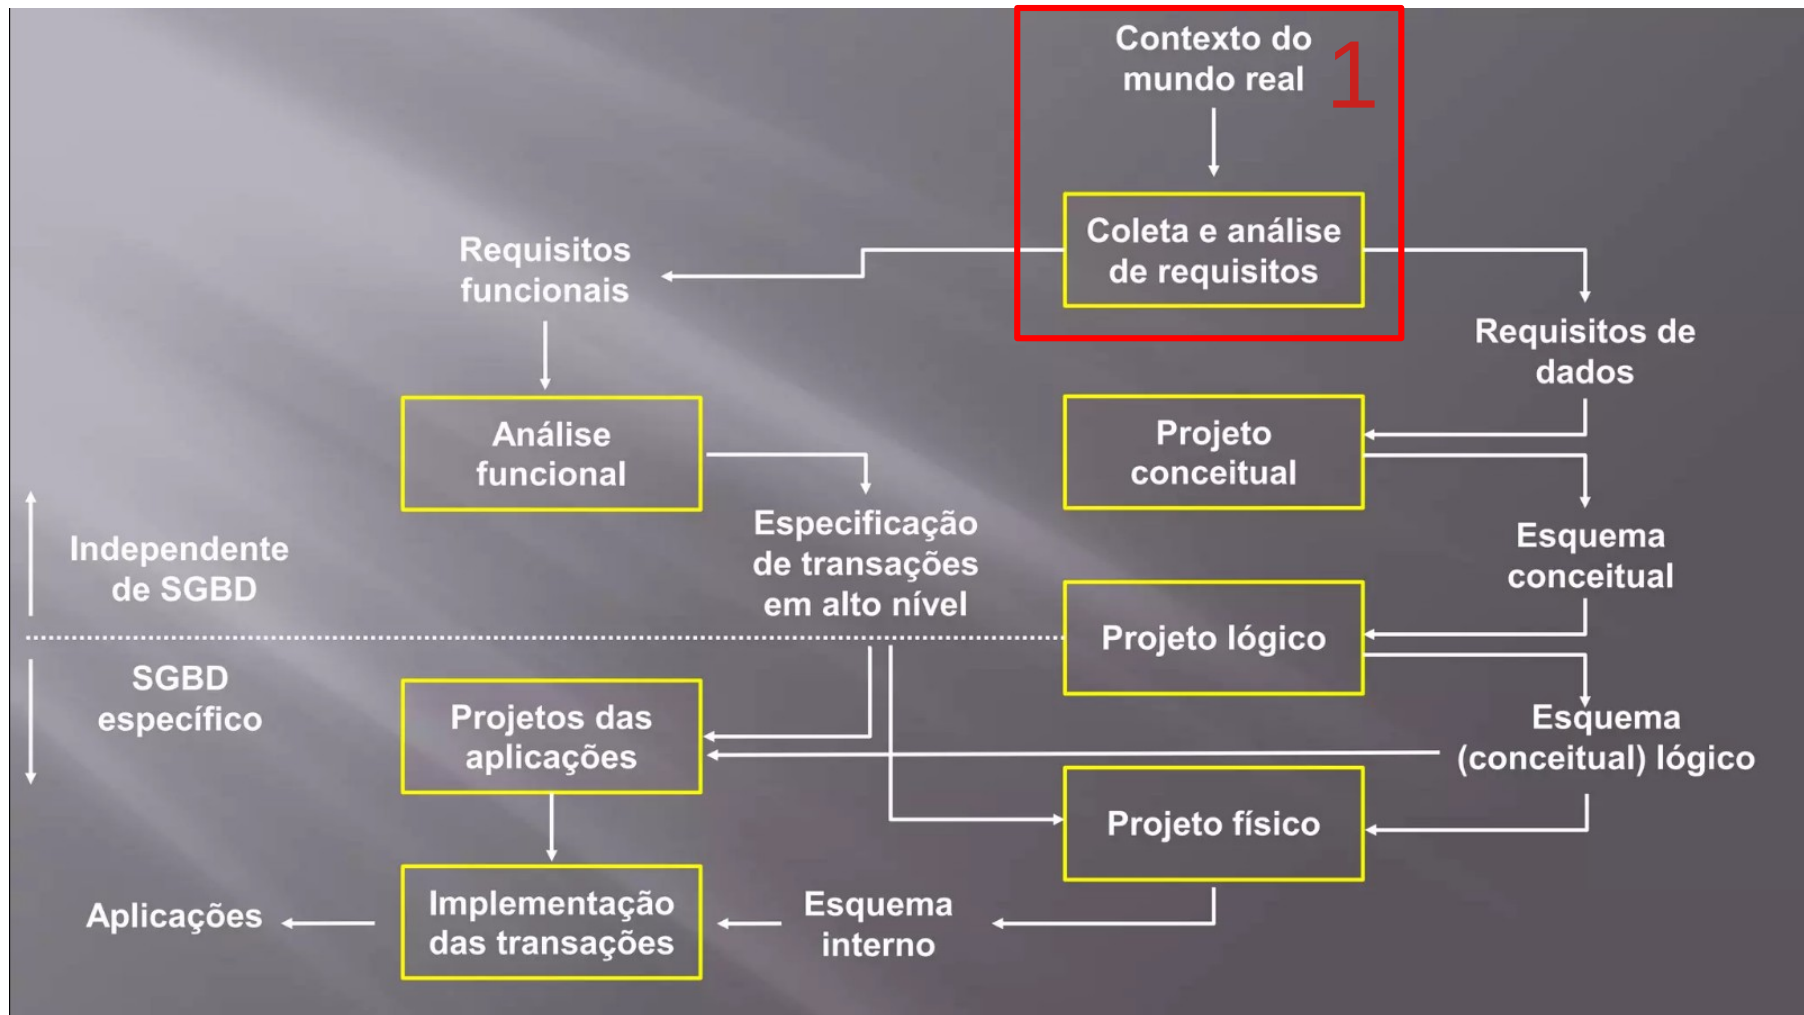 Contexto do
mundo real
1
Coleta e análise
de requisitos
Requisitos
funcionais
Requisitos de
dados
Análise
funcional
Projeto
conceitual
Especificação
de transações
em alto nível
Esquema
conceitual
Independente
de SGBD
Projeto lógico
SGBD
específico
Projetos das
aplicações
Esquema
(conceitual) lógico
Projeto físico
Aplicações
Implementação
das transações
Esquema
interno